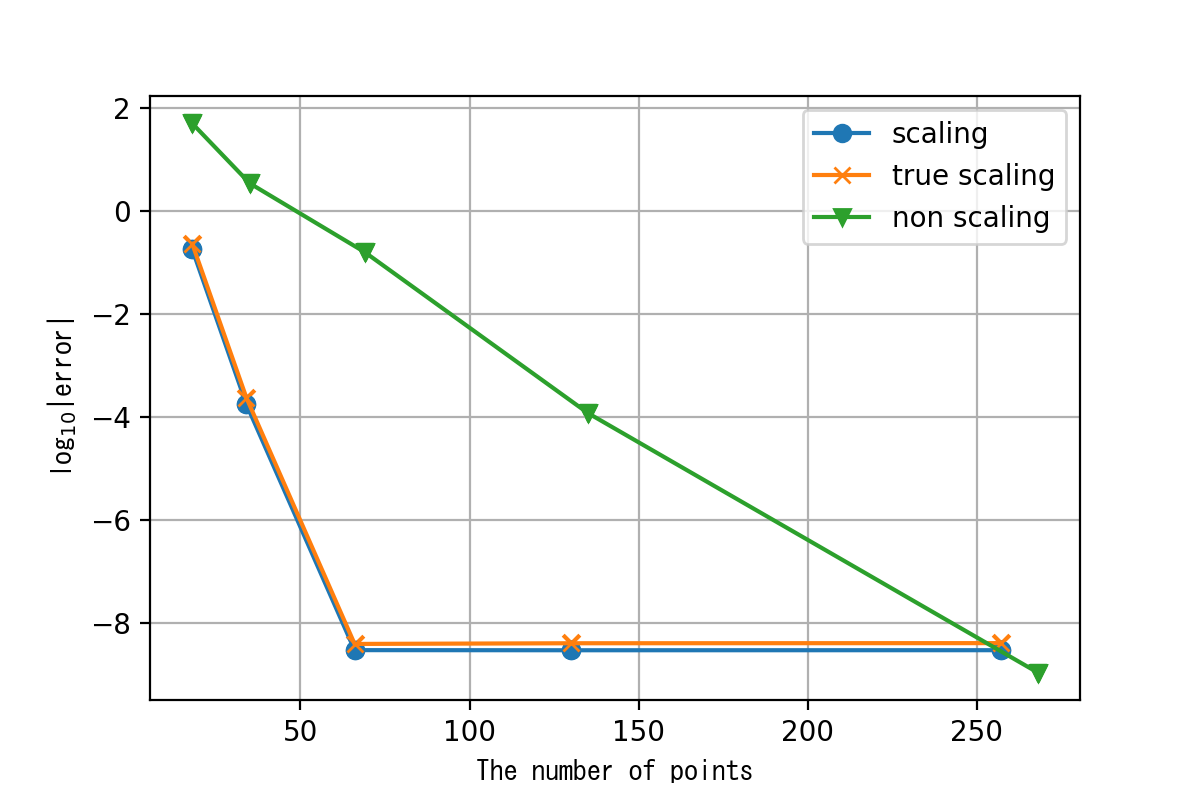 scaling
true scaling
non scaling
2
0
−2
−4
−6
−8
log10|error|
50 100 150 200 250
The number of points